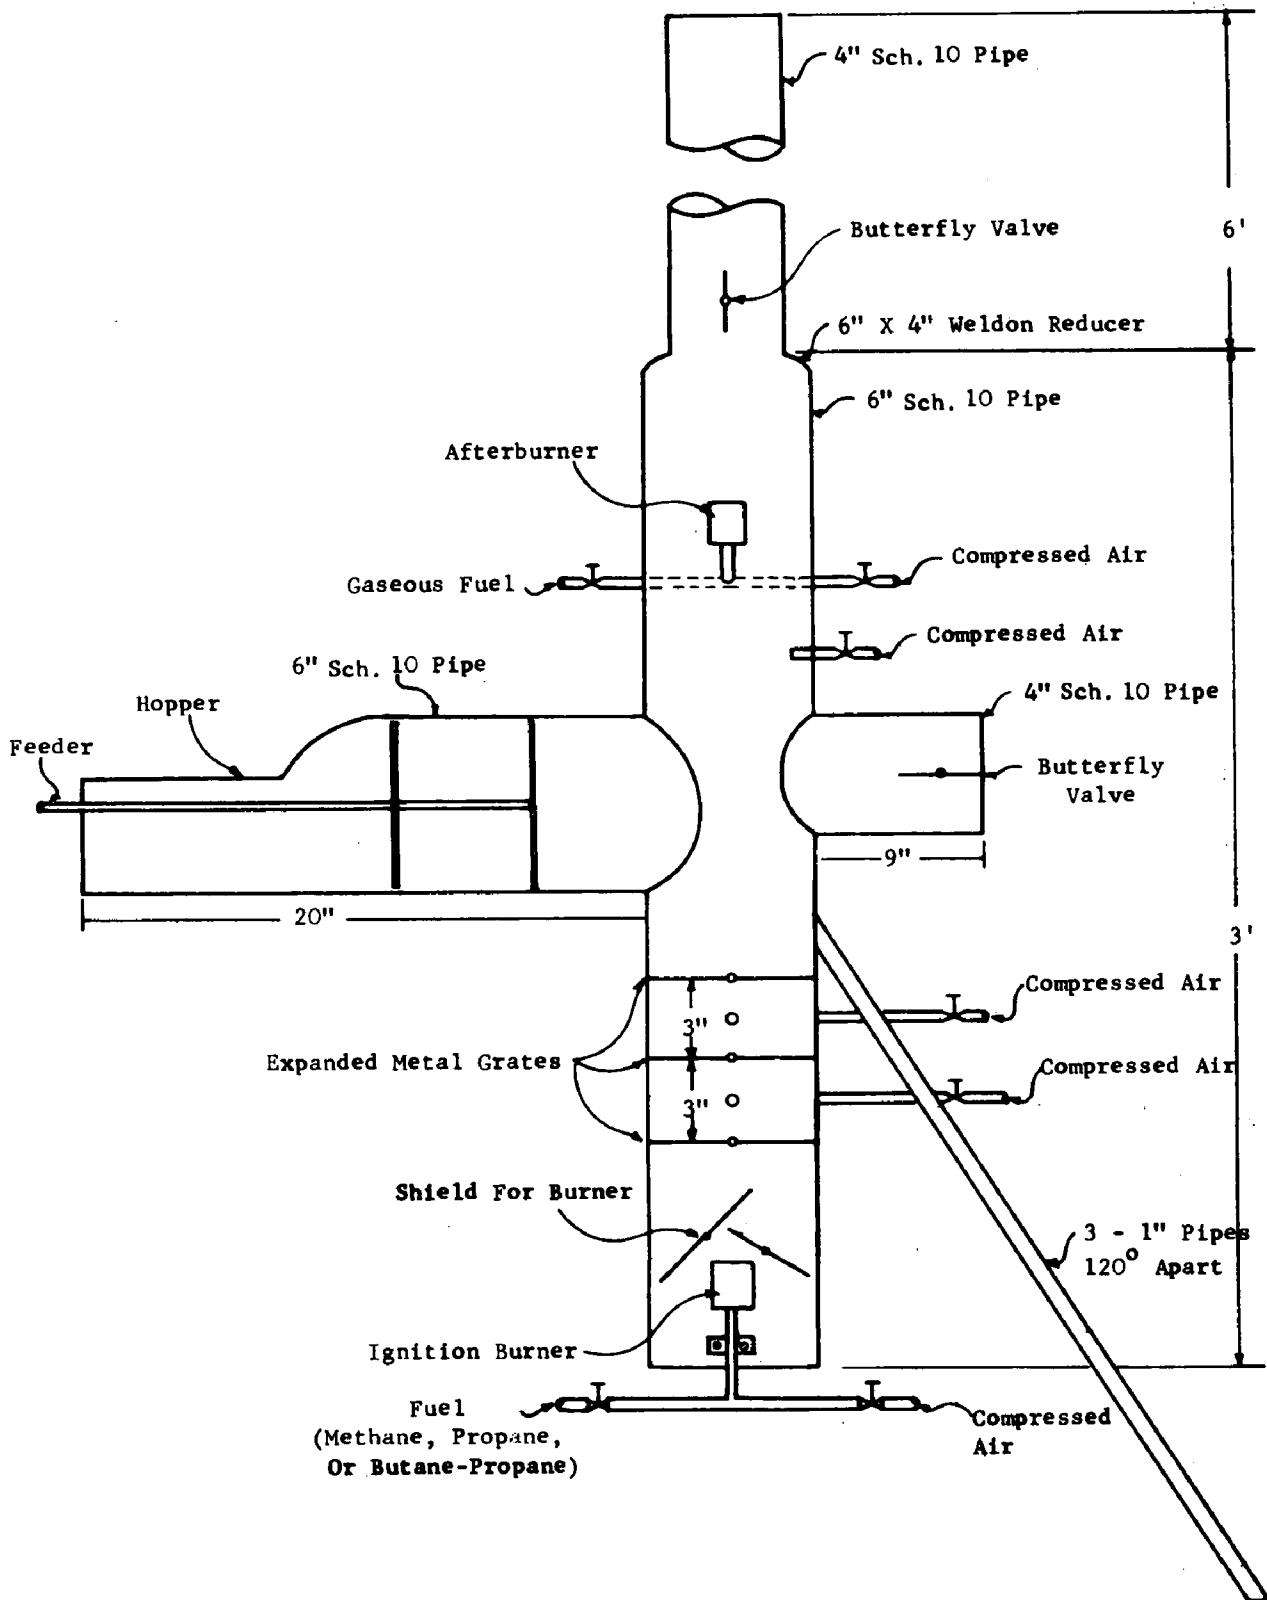 4" Sch. 10 Pipe
Butterfly Valve
6'
6" X 4" Weldon Reducer
6" Sch. 10 Pipe
Afterburner
Compressed Air
Gaseous Fuel
Compressed Air
6" Sch. 10 Pipe
4" Sch. 10 Pipe
Hopper
Feeder
Butterfly
Valve
9"
20"
3'
Compressed Air
3"
Expanded Metal Grates
Compressed Air
3"
Shield For Burner
3 - 1" Pipes
120° Apart
Ignition Burner
Fuel
(Methane, Propane,
Or Butane-Propane)
Compressed
Air